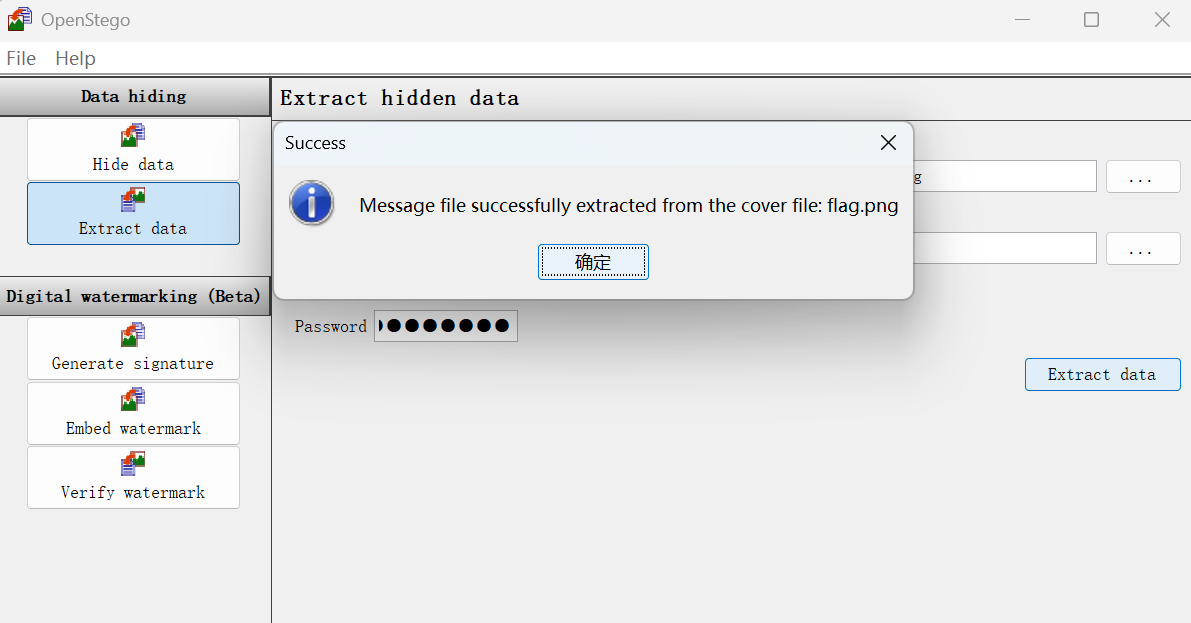 OpenStego
File Help
Data hiding
Hide data
Extract data
Digital watermarking (Beta)
Generate signature
Embed watermark
Verify watermark
Extract hidden data
Success
Message file successfully extracted from the cover file: flag.png
确定
g
...
...
Password ●●●●●●●●
Extract data